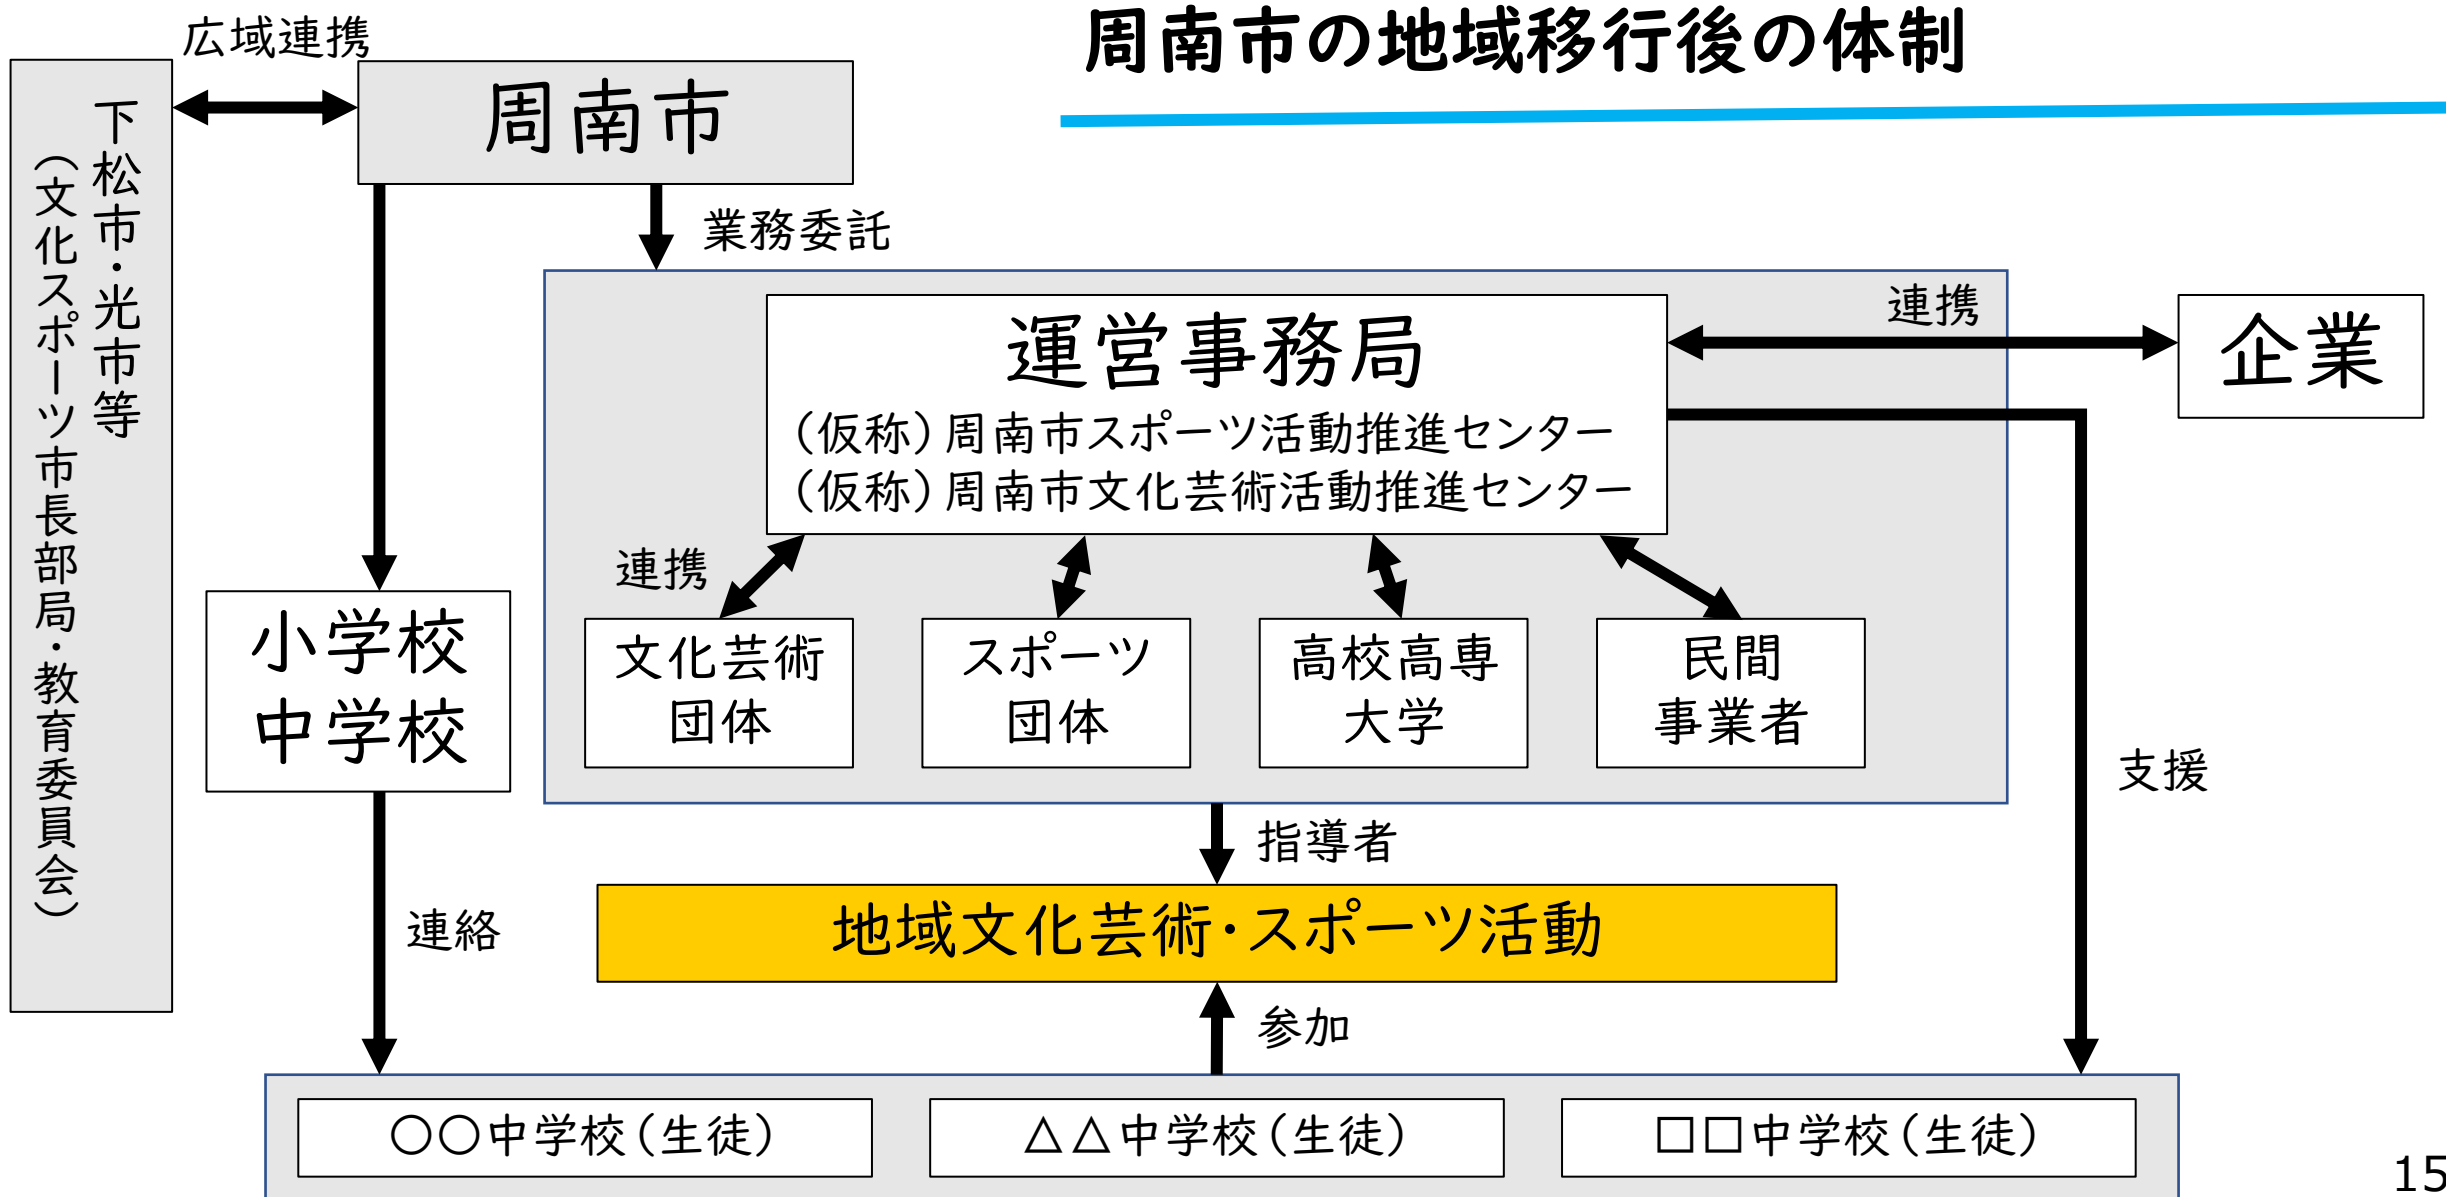 周南市の地域移行後の体制
広域連携
下松市・光市等
（文化スポーツ市長部局・教育委員会）
周南市
業務委託
運営事務局
（仮称）周南市スポーツ活動推進センター
（仮称）周南市文化芸術活動推進センター
連携
企業
連携
文化芸術
団体
スポーツ
団体
高校高専
大学
民間
事業者
小学校
中学校
支援
指導者
連絡
地域文化芸術・スポーツ活動
参加
○○中学校（生徒）
△△中学校（生徒）
□□中学校（生徒）
15